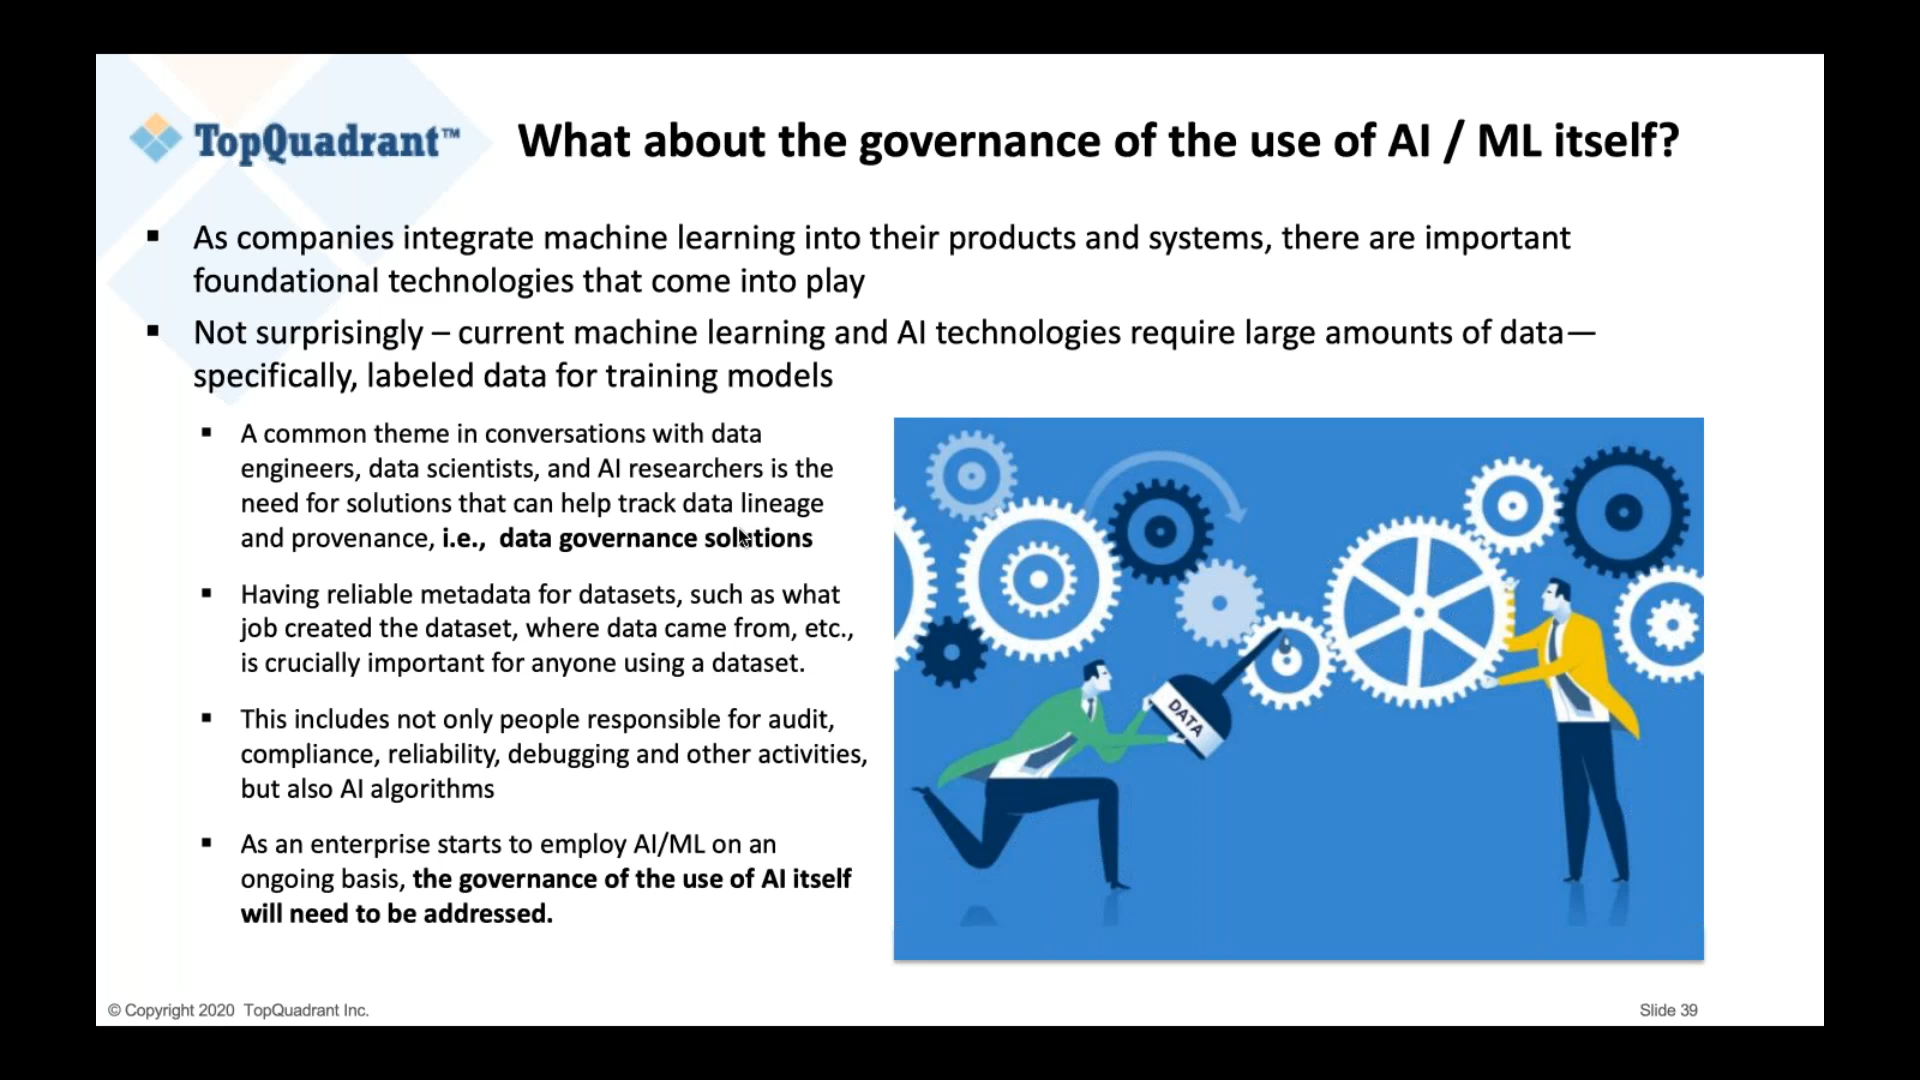 TopQuadrant™
What about the governance of the use of AI / ML itself?
▪ As companies integrate machine learning into their products and systems, there are important
foundational technologies that come into play
▪ Not surprisingly – current machine learning and AI technologies require large amounts of data—
specifically, labeled data for training models
▪ A common theme in conversations with data
engineers, data scientists, and AI researchers is the
need for solutions that can help track data lineage
and provenance, i.e., data governance solutions
▪ Having reliable metadata for datasets, such as what
job created the dataset, where data came from, etc.,
is crucially important for anyone using a dataset.
▪ This includes not only people responsible for audit,
compliance, reliability, debugging and other activities,
but also AI algorithms
▪ As an enterprise starts to employ AI/ML on an
ongoing basis, the governance of the use of AI itself
will need to be addressed.
DATA
© Copyright 2020 TopQuadrant Inc.
Slide 39